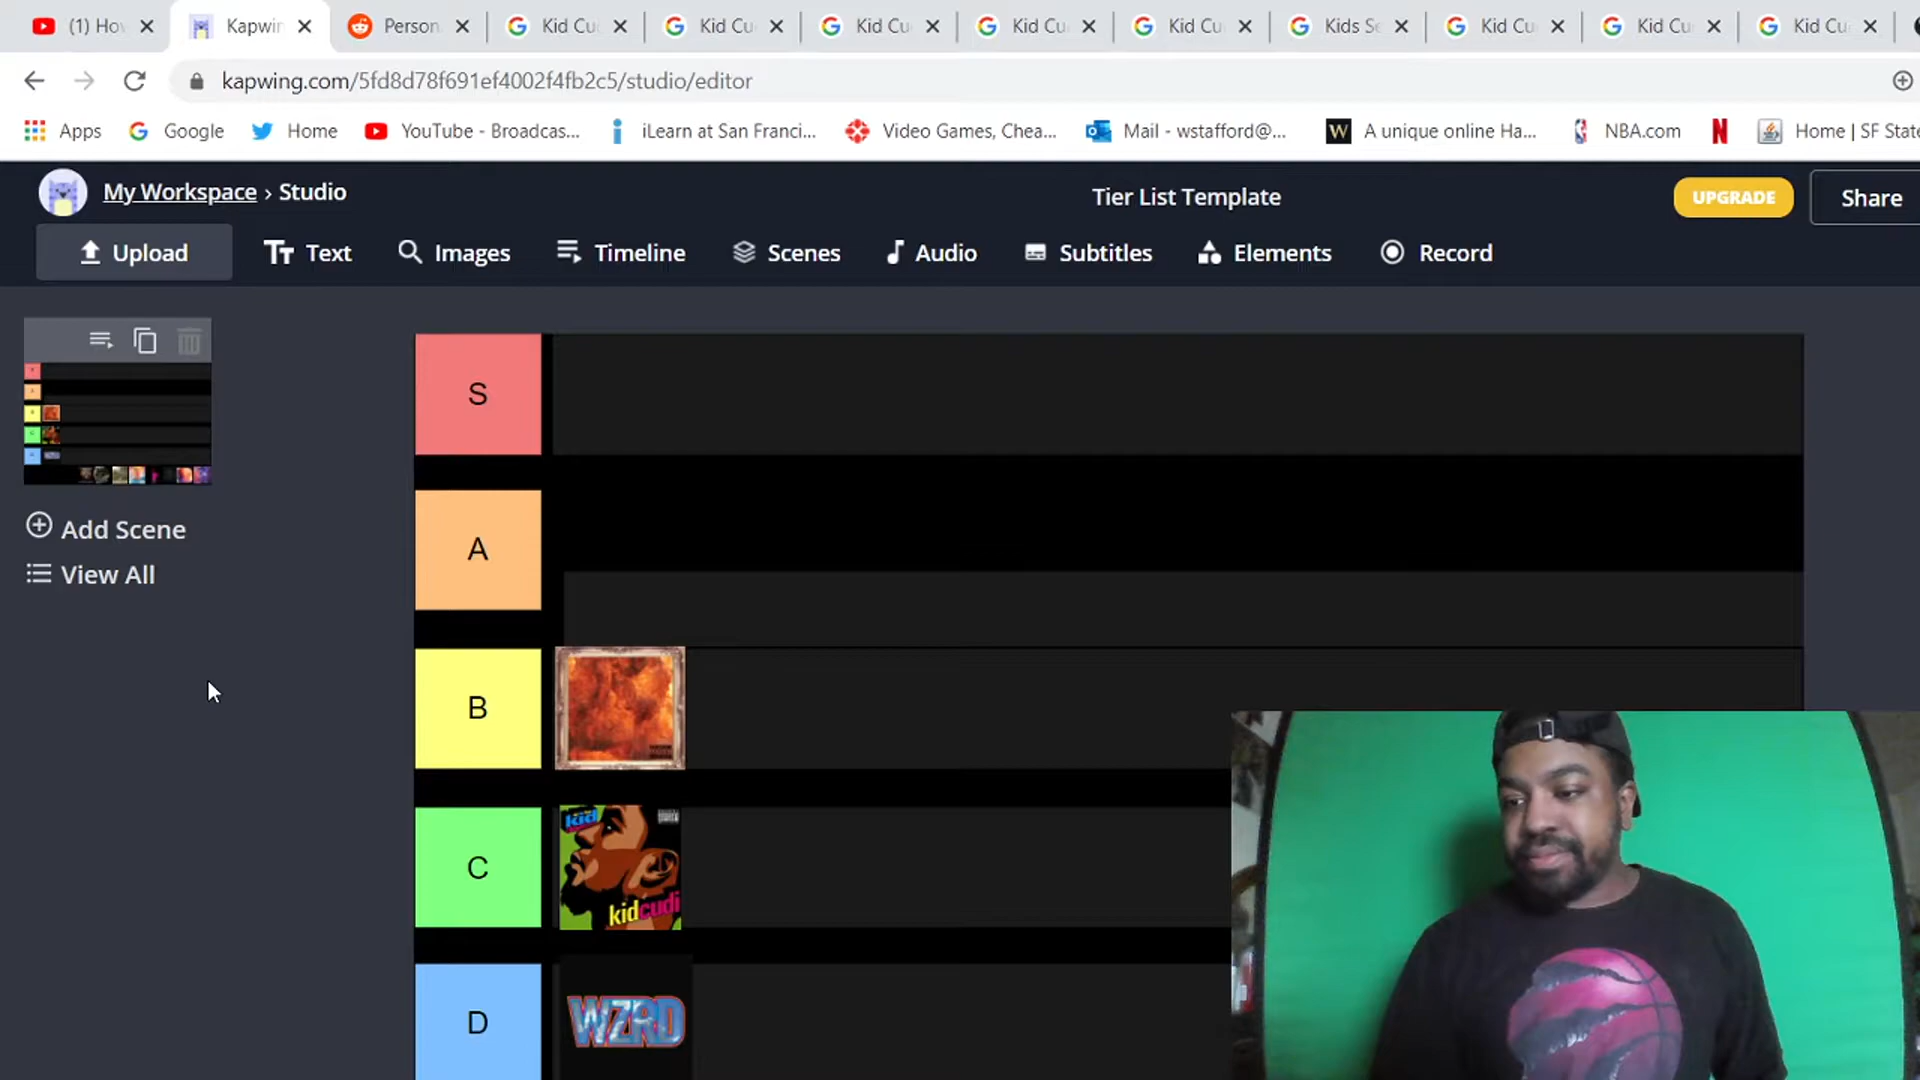 (1) Hov
Kapwin
Person
Kid Cu
Kid Cu
Kid Cu
Kid Cu
Kid Cu
Kids Se
Kid Cu
Kid Cu
Kid Cu
kapwing.com/5fd8d78f691ef4002f4fb2c5/studio/editor
Apps
Google
Home
YouTube - Broadcas...
iLearn at San Franci...
Video Games, Chea...
Mail - wstafford@...
A unique online Ha...
NBA.com
Home | SF State
My Workspace › Studio
Tier List Template
UPGRADE
Share
Upload
Text
Images
Timeline
Scenes
Audio
Subtitles
Elements
Record
S
A
Add Scene
View All
B
C
kid
kidcudi
D
WZRD